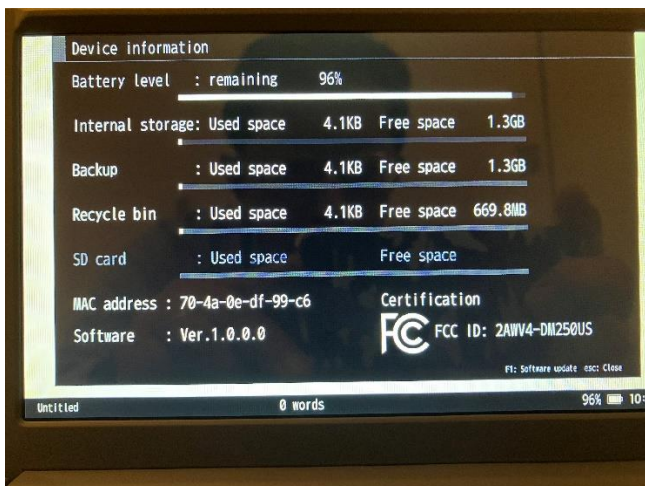 Device information
Battery level : remaining 96%
Internal storage: Used space 4.1KB Free space 1.3GB
Backup : Used space 4.1KB Free space 1.3GB
Recycle bin : Used space 4.1KB Free space 669.8MB
SD card : Used space Free space
MAC address : 70-4a-0e-df-99-c6 Certification
Software : Ver.1.0.0.0 FC FCC ID: 2AWV4-DM250US
F1: Software update esc: Close
Untitled 0 words 96% 10: